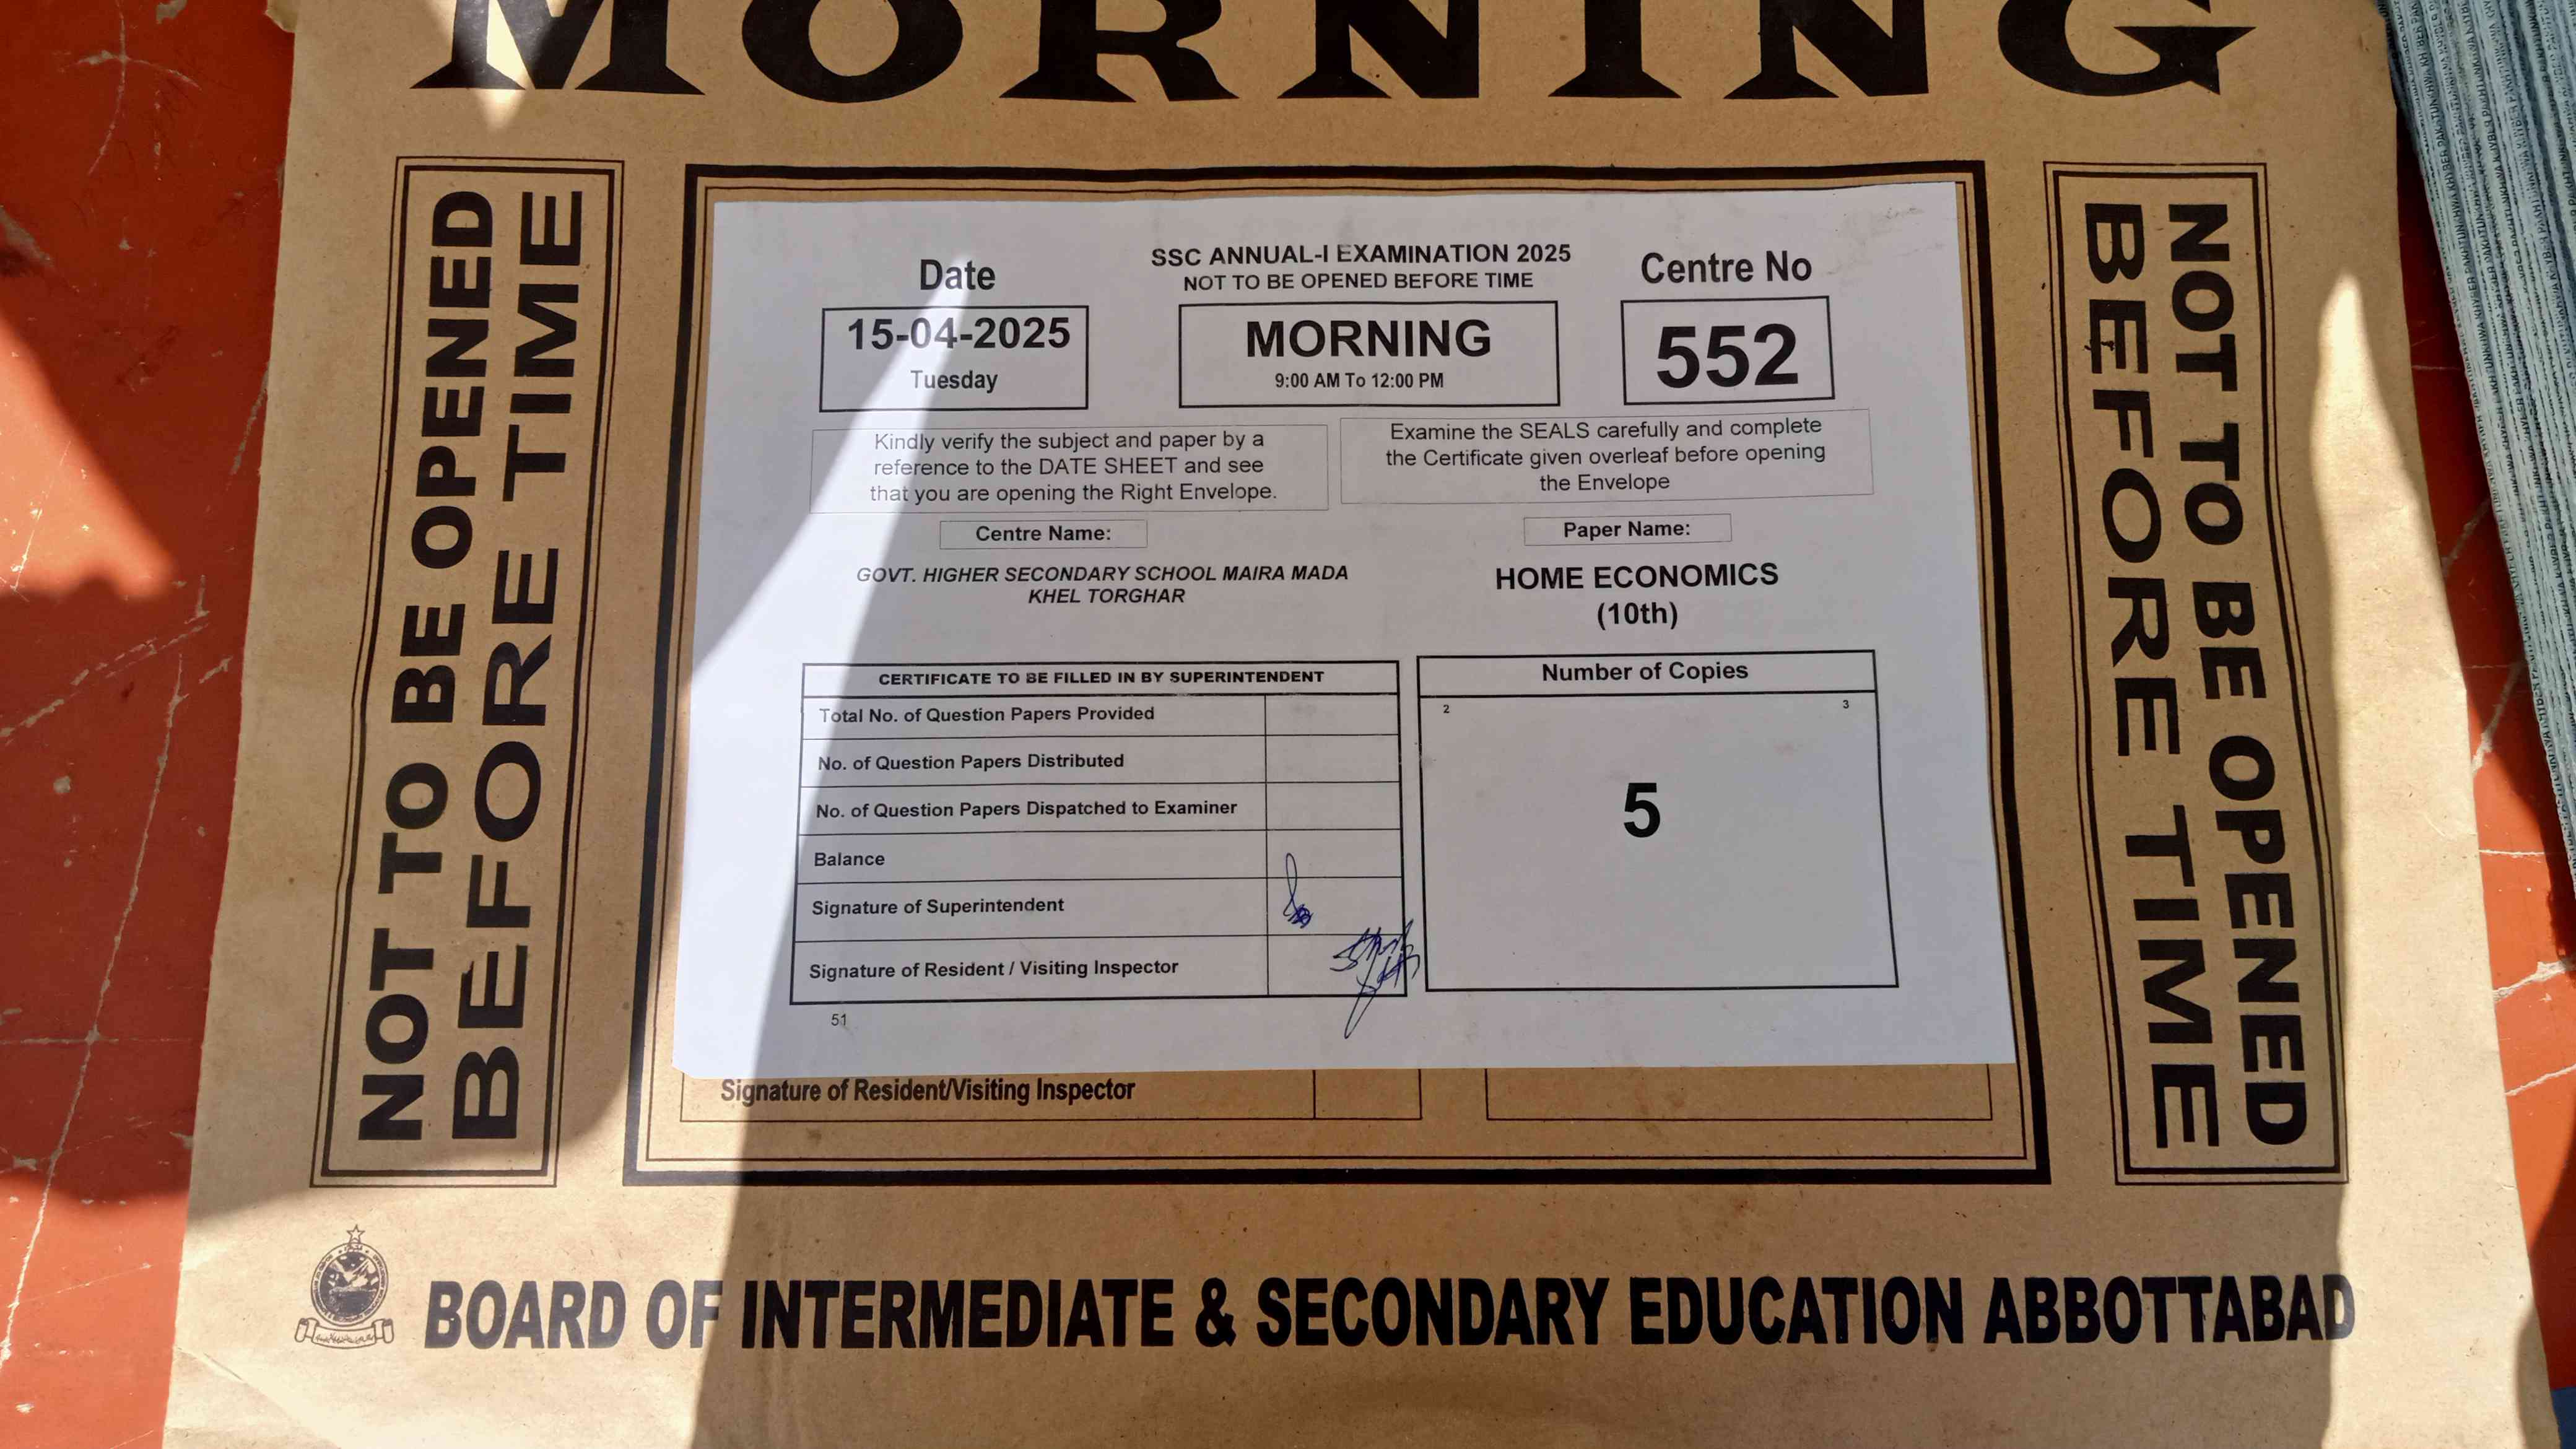 MORNING
NOT TO BE OPENED
BEFORE TIME
SSC ANNUAL-I EXAMINATION 2025
NOT TO BE OPENED BEFORE TIME
Date
15-04-2025
Tuesday
MORNING
9:00 AM To 12:00 PM
Centre No
552
Kindly verify the subject and paper by a
reference to the DATE SHEET and see
that you are opening the Right Envelope.
Examine the SEALS carefully and complete
the Certificate given overleaf before opening
the Envelope
Centre Name:
GOVT. HIGHER SECONDARY SCHOOL MAIRA MADA
KHEL TORGHAR
Paper Name:
HOME ECONOMICS
(10th)
CERTIFICATE TO BE FILLED IN BY SUPERINTENDENT
Total No. of Question Papers Provided
No. of Question Papers Distributed
No. of Question Papers Dispatched to Examiner
Balance
Signature of Superintendent
Signature of Resident / Visiting Inspector
51
Number of Copies
2 3
5
Signature of Resident/Visiting Inspector
NOT TO BE OPENED
BEFORE TIME
BOARD OF INTERMEDIATE & SECONDARY EDUCATION ABBOTTABAD